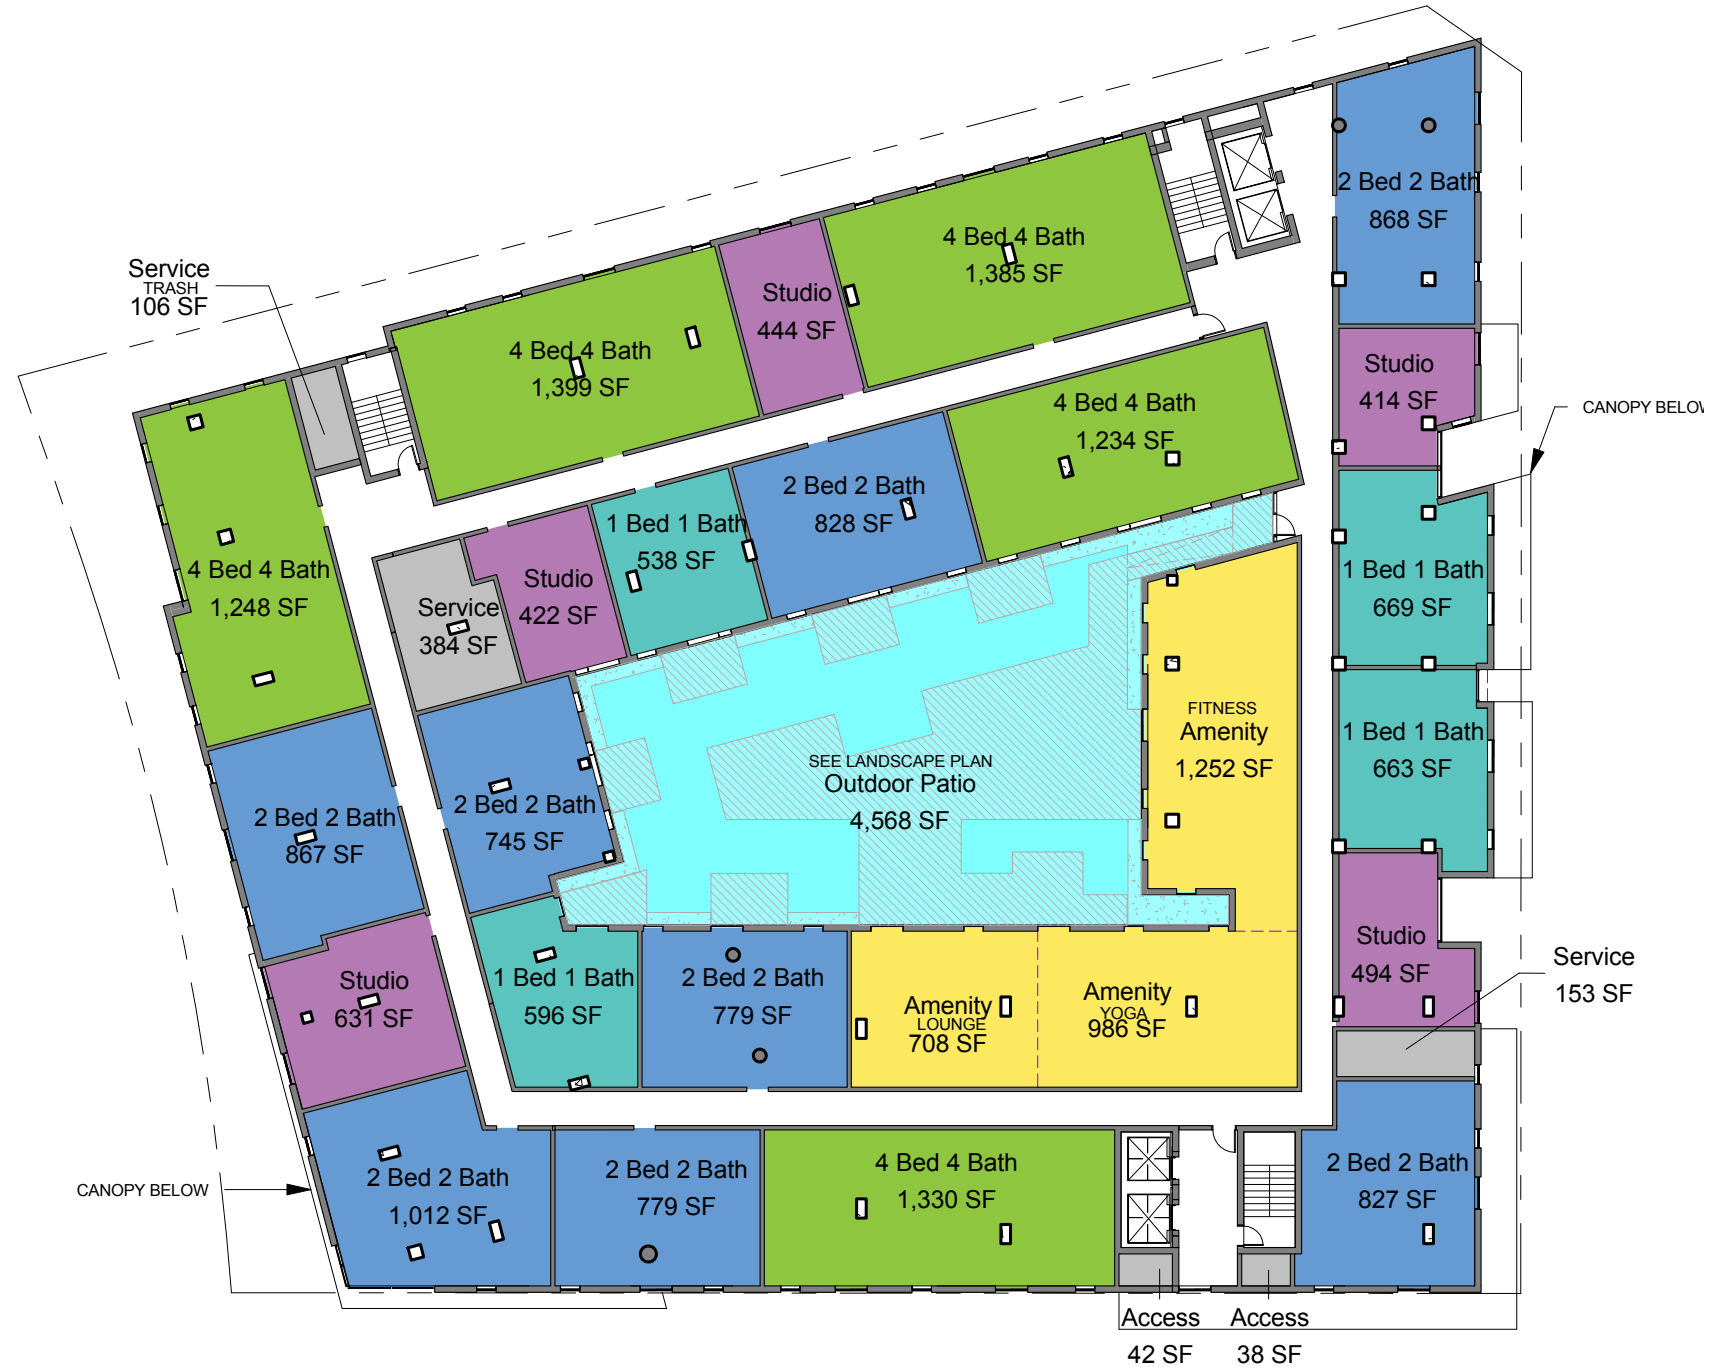 2 Bed 2 Bath
868 SF
4 Bed 4 Bath
1,385 SF
Service
TRASH
106 SF
Studio
444 SF
4 Bed 4 Bath
1,399 SF
Studio
414 SF
CANOPY BELOW
4 Bed 4 Bath
1,234 SF
2 Bed 2 Bath
828 SF
1 Bed 1 Bath
538 SF
Studio
422 SF
Service
384 SF
4 Bed 4 Bath
1,248 SF
1 Bed 1 Bath
669 SF
FITNESS
Amenity
1,252 SF
1 Bed 1 Bath
663 SF
SEE LANDSCAPE PLAN
Outdoor Patio
4,568 SF
2 Bed 2 Bath
745 SF
2 Bed 2 Bath
867 SF
Studio
494 SF
Service
153 SF
Studio
631 SF
1 Bed 1 Bath
596 SF
2 Bed 2 Bath
779 SF
Amenity
LOUNGE
708 SF
Amenity
YOGA
986 SF
CANOPY BELOW
2 Bed 2 Bath
1,012 SF
2 Bed 2 Bath
779 SF
4 Bed 4 Bath
1,330 SF
2 Bed 2 Bath
827 SF
Access
42 SF
Access
38 SF